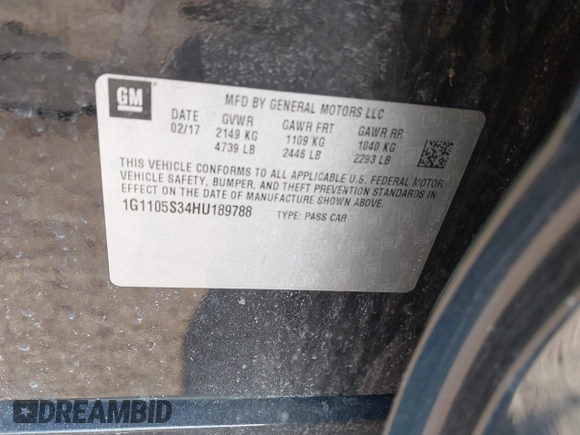 GM
MFD BY GENERAL MOTORS LLC
DATE GVWR GAWR FRT GAWR RR
02/17 2149 KG 1109 KG 1040 KG
4739 LB 2446 LB 2293 LB
THIS VEHICLE CONFORMS TO ALL APPLICABLE U.S. FEDERAL MOTOR
VEHICLE SAFETY, BUMPER, AND THEFT PREVENTION STANDARDS IN
EFFECT ON THE DATE OF MANUFACTURE SHOWN ABOVE.
1G1105S34HU189788 TYPE: PASS CAR
DREAMBID